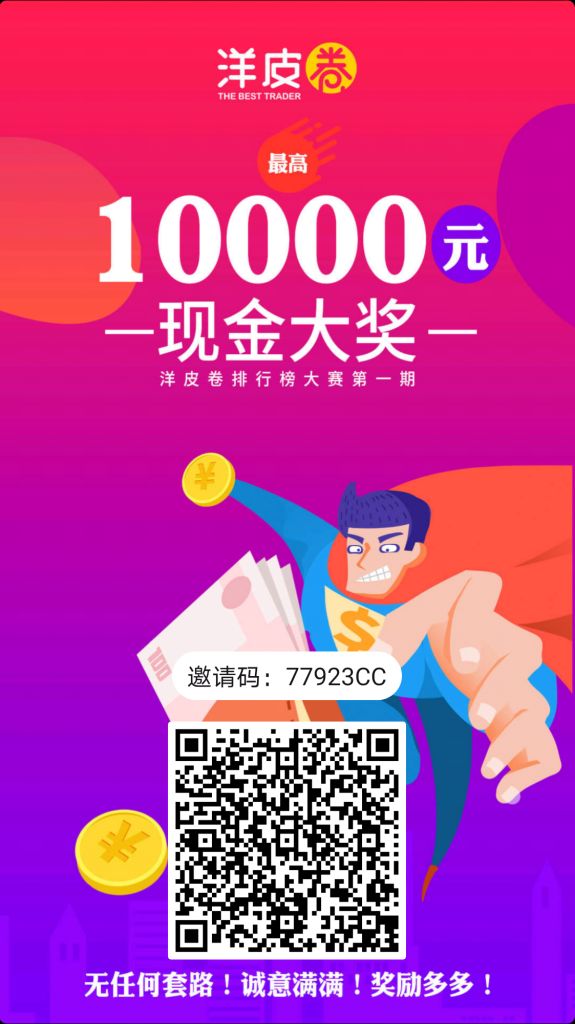 洋皮卷
THE BEST TRADER
最高
10000元
现金大奖
洋皮卷排行榜大赛第一期
¥
$
100
邀请码：77923CC
¥
无任何套路！诚意满满！奖励多多！